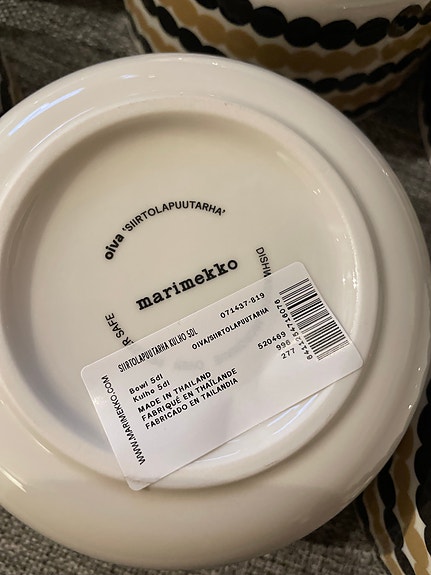 oiva 'SIIRTOLAPUUTARHA'
marimekko
R SAFE
DISHW
WWW.MARIMEKKO.COM
SIIRTOLAPUUTARHA KULHO 5DL
071437-819
OIVA/SIIRTOLAPUUTARHA
Bowl 5dl
Kulho 5dl
MADE IN THAILAND
FABRIQUÉ EN THAÏLANDE
FABRICADO EN TAILANDIA
520469
996
277
6411254716076